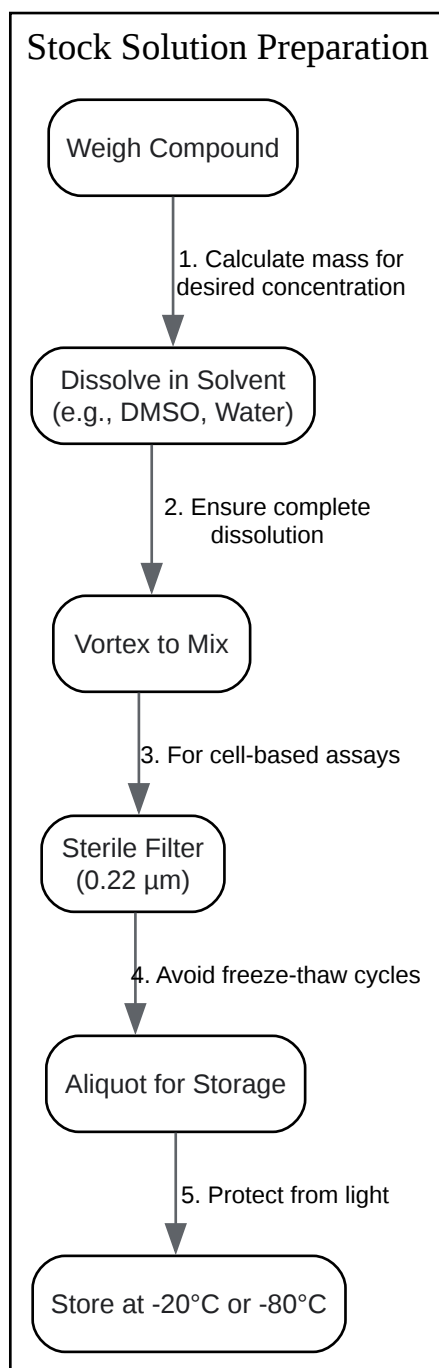 Stock Solution Preparation
Weigh Compound
1. Calculate mass for
desired concentration
Dissolve in Solvent
(e.g., DMSO, Water)
2. Ensure complete
dissolution
Vortex to Mix
3. For cell-based assays
Sterile Filter
(0.22 µm)
4. Avoid freeze-thaw cycles
Aliquot for Storage
5. Protect from light
Store at -20°C or -80°C